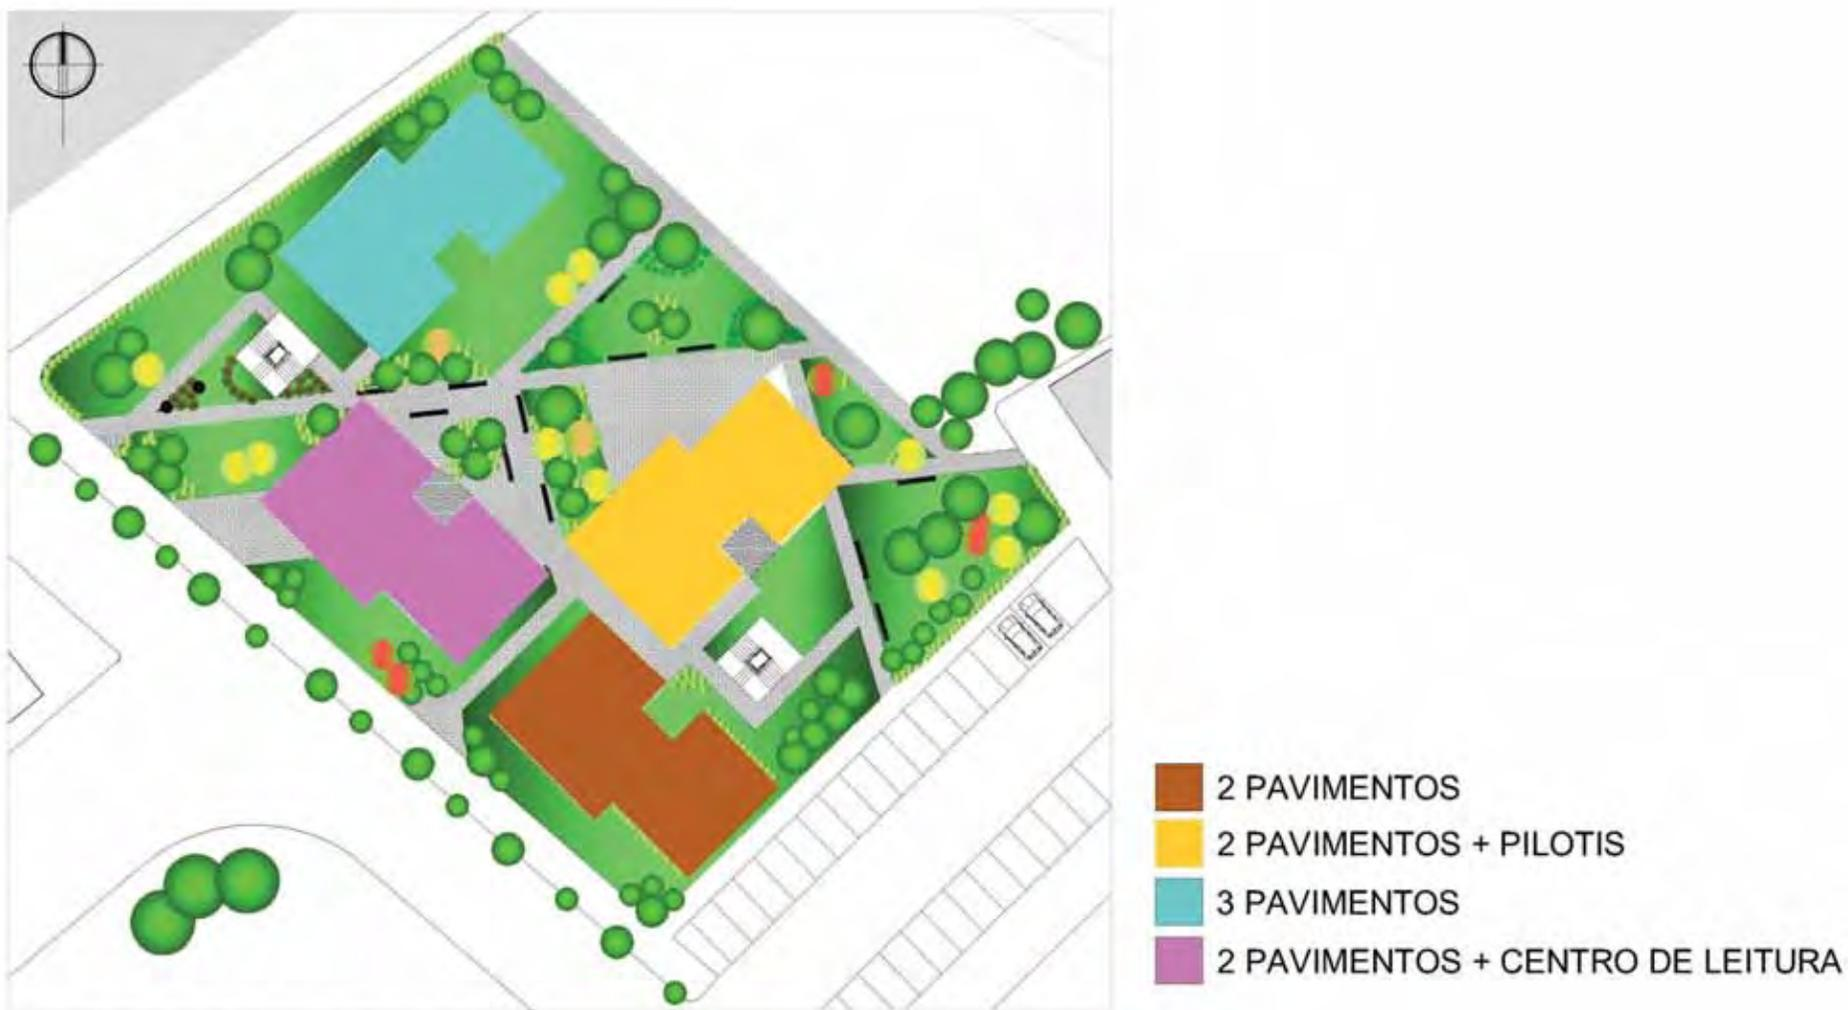 2 PAVIMENTOS
2 PAVIMENTOS + PILOTIS
3 PAVIMENTOS
2 PAVIMENTOS + CENTRO DE LEITURA